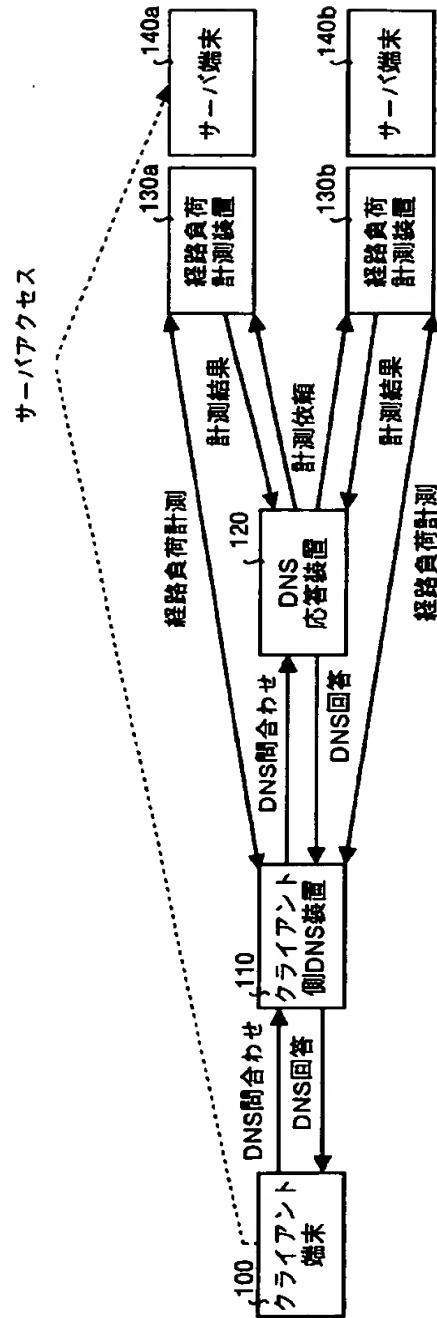 サーバアクセス
100
クライアント
端末
DNS問合わせ
DNS回答
110
クライアント
側DNS装置
DNS問合わせ
DNS回答
120
DNS
応答装置
経路負荷計測
計測結果
計測依頼
計測結果
経路負荷計測
130a
経路負荷
計測装置
140a
サーバ端末
130b
経路負荷
計測装置
140b
サーバ端末